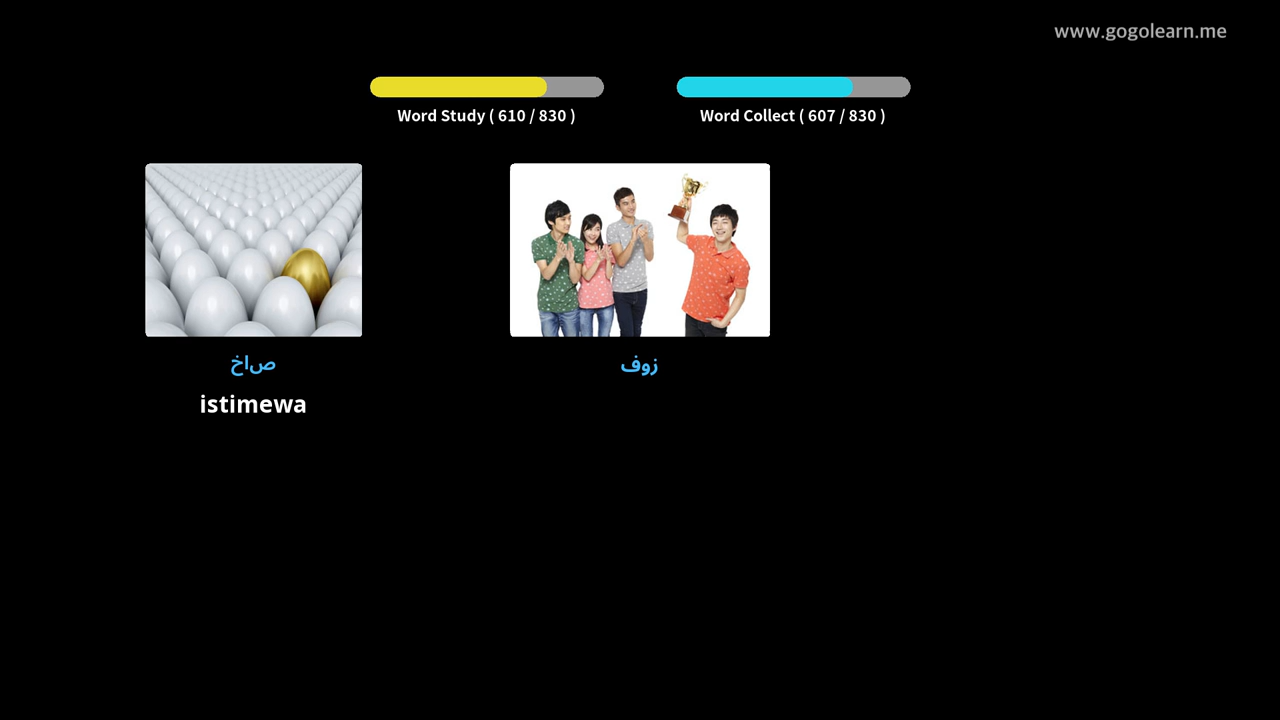 www.gogolearn.me
Word Study ( 610 / 830 )
Word Collect ( 607 / 830 )
صاخ
زوف
istimewa